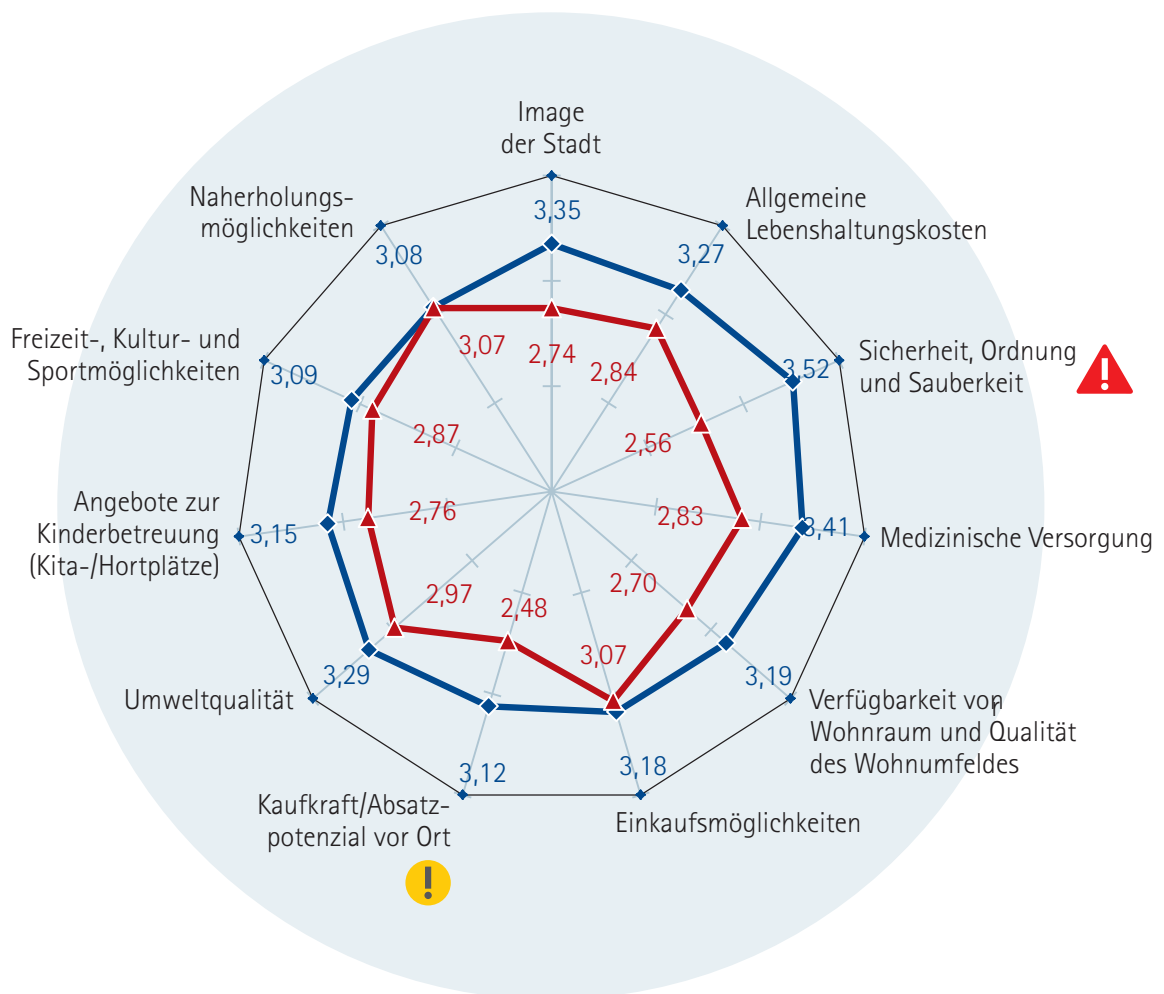 Image
der Stadt
3,35
2,74
Allgemeine
Lebenshaltungskosten
3,27
2,84
Sicherheit, Ordnung
und Sauberkeit
!
3,52
2,56
Medizinische Versorgung
3,41
2,83
Verfügbarkeit von
Wohnraum und Qualität
des Wohnumfeldes
3,19
2,70
Einkaufsmöglichkeiten
3,18
3,07
Kaufkraft/Absatz-
potenzial vor Ort
!
3,12
2,48
Umweltqualität
3,29
2,97
Angebote zur
Kinderbetreuung
(Kita-/Hortplätze)
3,15
2,76
Freizeit-, Kultur- und
Sportmöglichkeiten
3,09
2,87
Naherholungs-
möglichkeiten
3,08
3,07